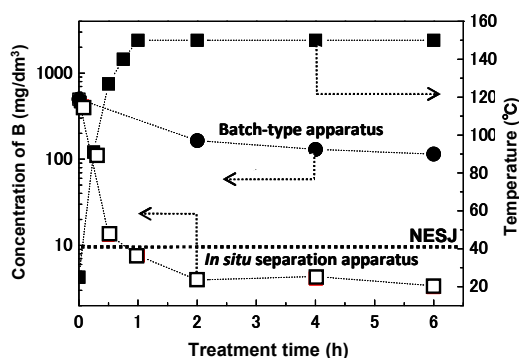 160
1000
140
120
Batch-type apparatus
100
100
80
60
NESJ
10
40
In situ separation apparatus
20
0 1 2 3 4 5 6
Treatment time (h)
Concentration of B (mg/dm³)
Temperature (℃)